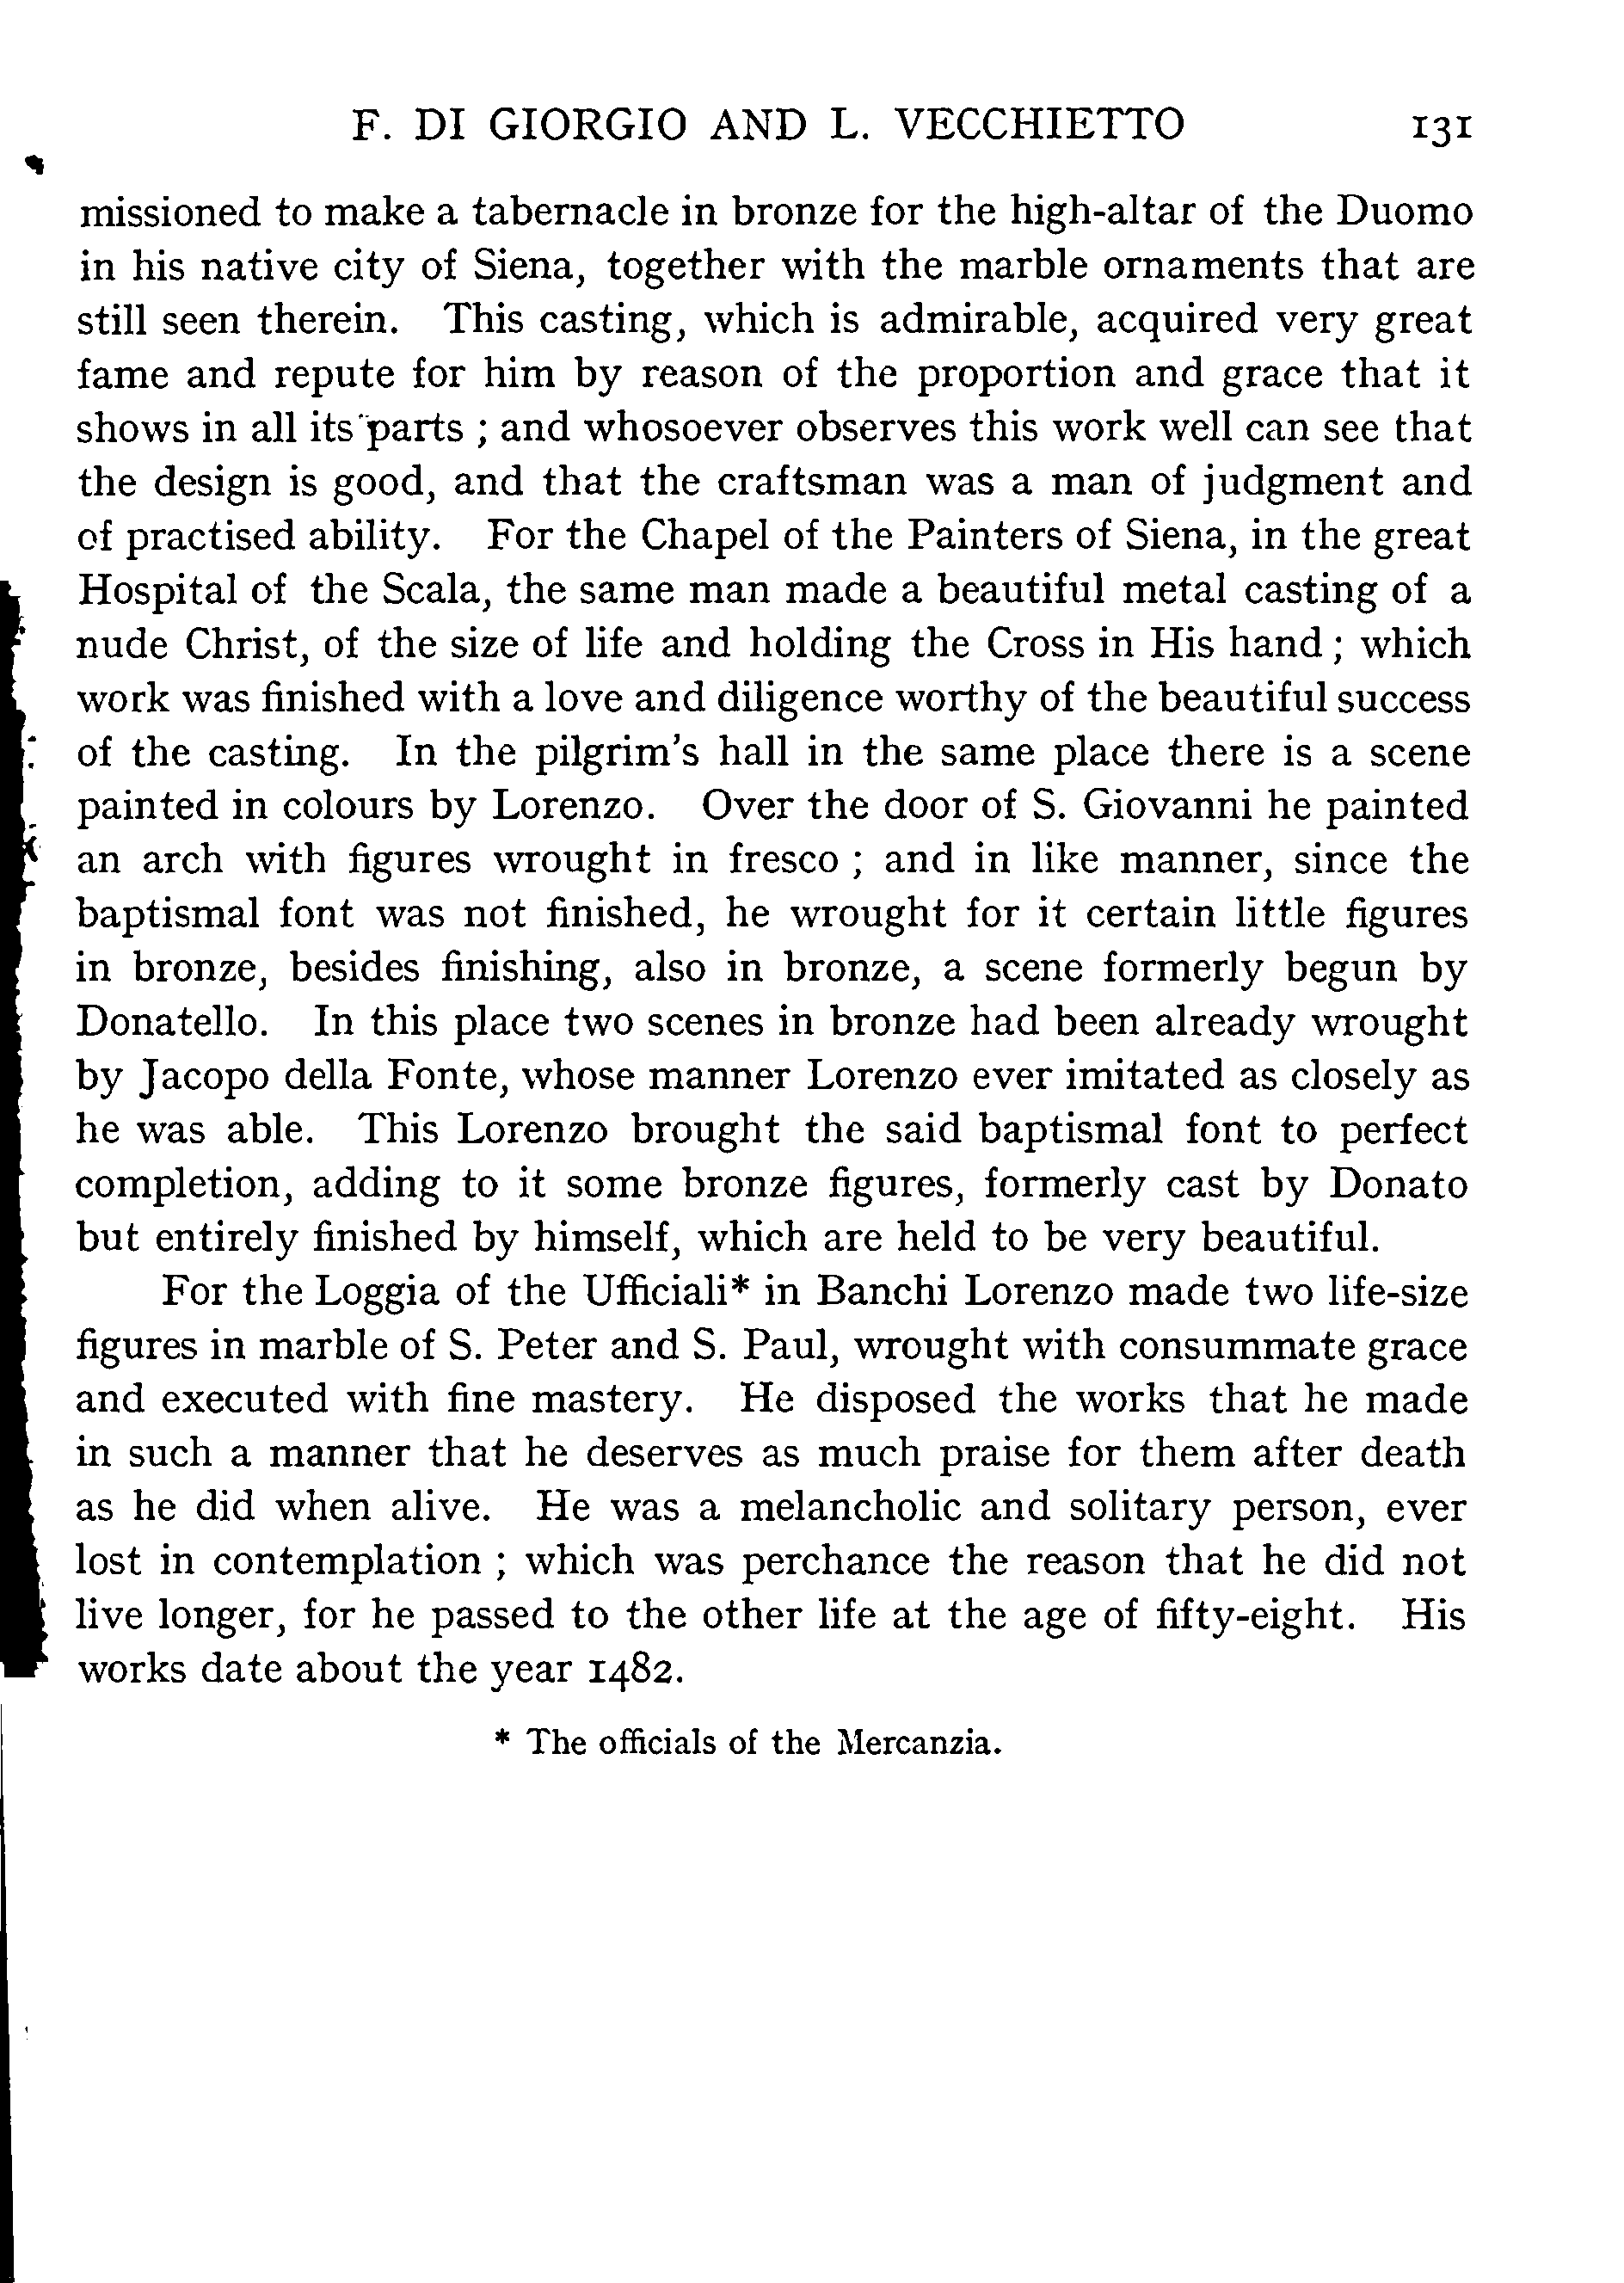 F. DI GIORGIO AND L. VECCHIETTO 131
missioned to make a tabernacle in bronze for the high-altar of the Duomo
in his native city of Siena, together with the marble ornaments that are
still seen therein. This casting, which is admirable, acquired very great
fame and repute for him by reason of the proportion and grace that it
shows in all its parts ; and whosoever observes this work well can see that
the design is good, and that the craftsman was a man of judgment and
of practised ability. For the Chapel of the Painters of Siena, in the great
Hospital of the Scala, the same man made a beautiful metal casting of a
nude Christ, of the size of life and holding the Cross in His hand ; which
work was finished with a love and diligence worthy of the beautiful success
of the casting. In the pilgrim's hall in the same place there is a scene
painted in colours by Lorenzo. Over the door of S. Giovanni he painted
an arch with figures wrought in fresco ; and in like manner, since the
baptismal font was not finished, he wrought for it certain little figures
in bronze, besides finishing, also in bronze, a scene formerly begun by
Donatello. In this place two scenes in bronze had been already wrought
by Jacopo della Fonte, whose manner Lorenzo ever imitated as closely as
he was able. This Lorenzo brought the said baptismal font to perfect
completion, adding to it some bronze figures, formerly cast by Donato
but entirely finished by himself, which are held to be very beautiful.
For the Loggia of the Ufficiali* in Banchi Lorenzo made two life-size
figures in marble of S. Peter and S. Paul, wrought with consummate grace
and executed with fine mastery. He disposed the works that he made
in such a manner that he deserves as much praise for them after death
as he did when alive. He was a melancholic and solitary person, ever
lost in contemplation ; which was perchance the reason that he did not
live longer, for he passed to the other life at the age of fifty-eight. His
works date about the year 1482.
* The officials of the Mercanzia.